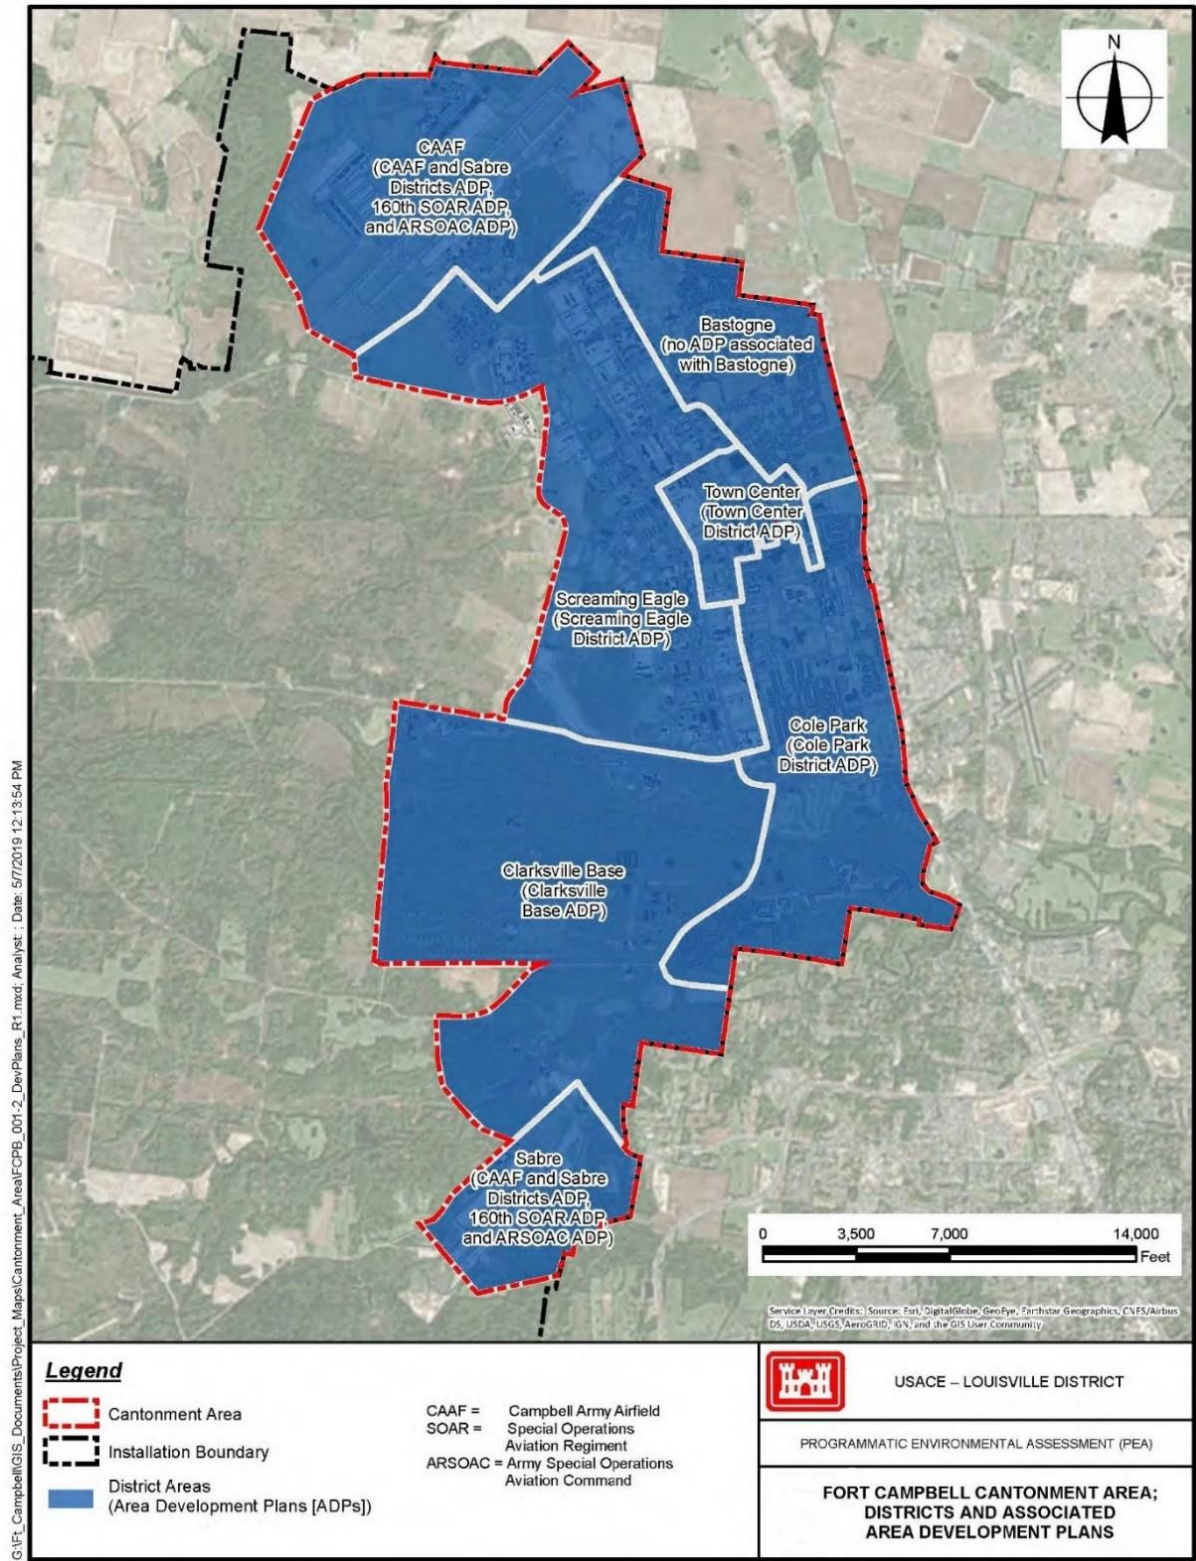 N
CAAF
(CAAF and Sabre
Districts ADP,
160th SOAR ADP,
and ARSOAC ADP)
Bastogne
(no ADP associated
with Bastogne)
Town Center
(Town Center
District ADP)
Screaming Eagle
(Screaming Eagle
District ADP)
Cole Park
(Cole Park
District ADP)
Clarksville Base
(Clarksville
Base ADP)
Sabre
(CAAF and Sabre
Districts ADP,
160th SOAR ADP,
and ARSOAC ADP)
0 3,500 7,000 14,000
Feet
Service Layer Credits: Source: Esri, DigitalGlobe, GeoEye, Earthstar Geographics, CNES/Airbus
DS, USDA, USGS, AeroGRID, IGN, and the GIS User Community
G:\Ft_Campbell\GIS_Documents\Project_Maps\Cantonment_Area\FCPB_001-2_DevPlans_R1.mxd; Analyst: ; Date: 5/7/2019 12:13:54 PM
Legend
Cantonment Area
Installation Boundary
District Areas
(Area Development Plans [ADPs])
CAAF = Campbell Army Airfield
SOAR = Special Operations
Aviation Regiment
ARSOAC = Army Special Operations
Aviation Command
USACE – LOUISVILLE DISTRICT
PROGRAMMATIC ENVIRONMENTAL ASSESSMENT (PEA)
FORT CAMPBELL CANTONMENT AREA;
DISTRICTS AND ASSOCIATED
AREA DEVELOPMENT PLANS